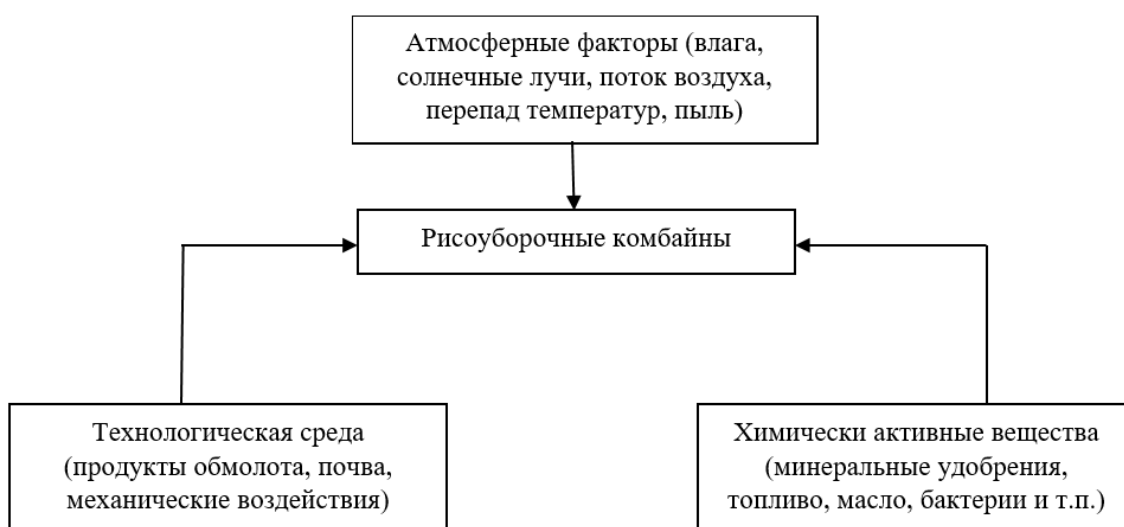 Атмосферные факторы (влага,
солнечные лучи, поток воздуха,
перепад температур, пыль)
Рисоуборочные комбайны
Технологическая среда
(продукты обмолота, почва,
механические воздействия)
Химически активные вещества
(минеральные удобрения,
топливо, масло, бактерии и т.п.)